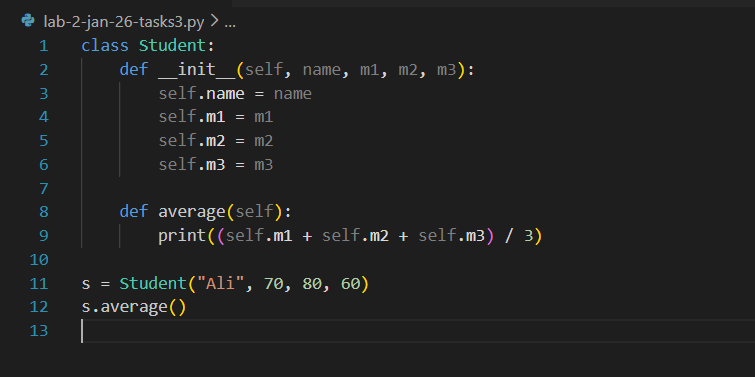 lab-2-jan-26-tasks3.py > ...
1 class Student:
2     def __init__(self, name, m1, m2, m3):
3         self.name = name
4         self.m1 = m1
5         self.m2 = m2
6         self.m3 = m3
7
8     def average(self):
9         print((self.m1 + self.m2 + self.m3) / 3)
10
11 s = Student("Ali", 70, 80, 60)
12 s.average()
13